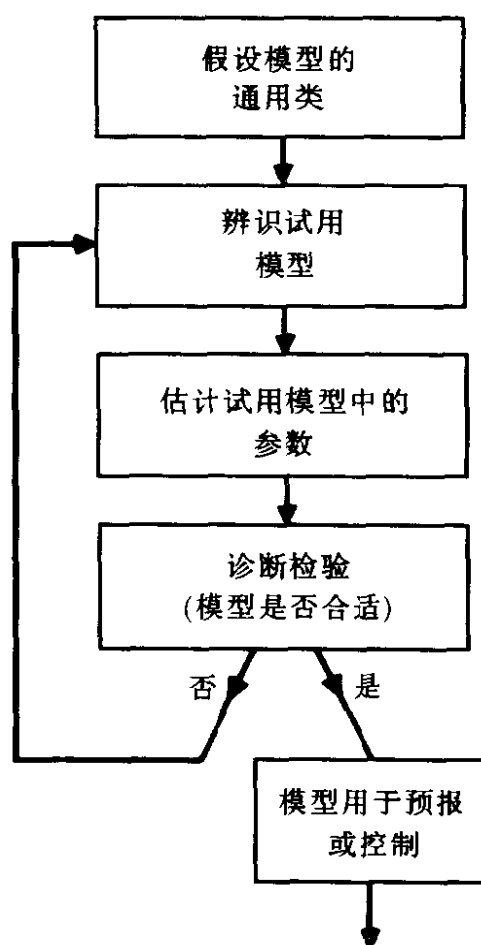 假设模型的
通用类
辨识试用
模型
估计试用模型中的
参数
诊断检验
(模型是否合适)
否
是
模型用于预报
或控制